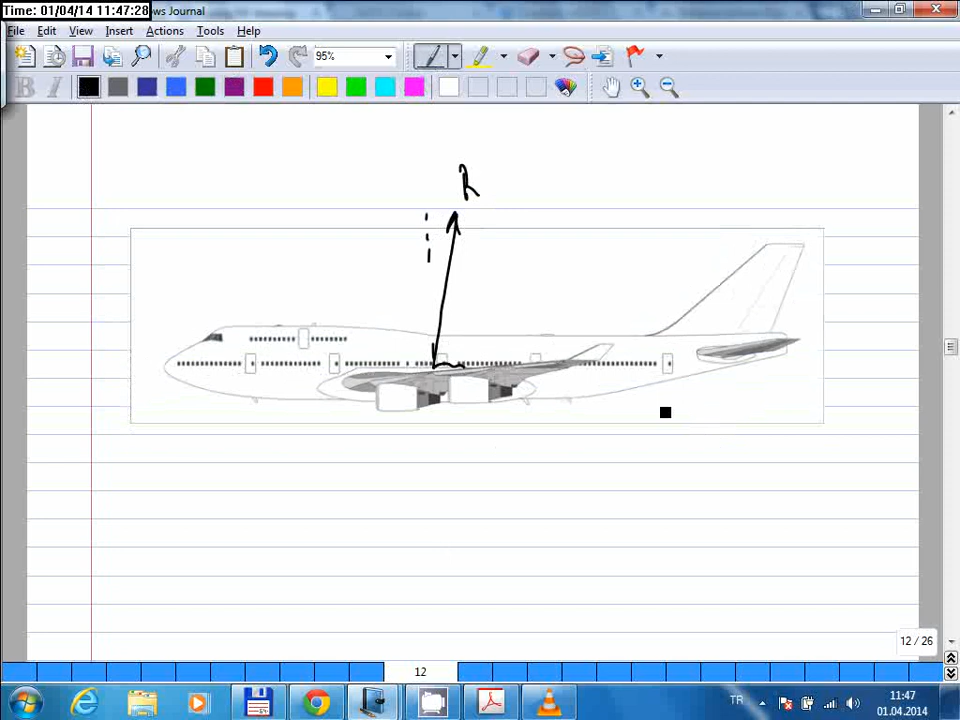 Time: 01/04/14 11:47:28
ws Journal
File Edit View Insert Actions Tools Help
95%
B I
R
12 / 26
12
TR
11:47
01.04.2014